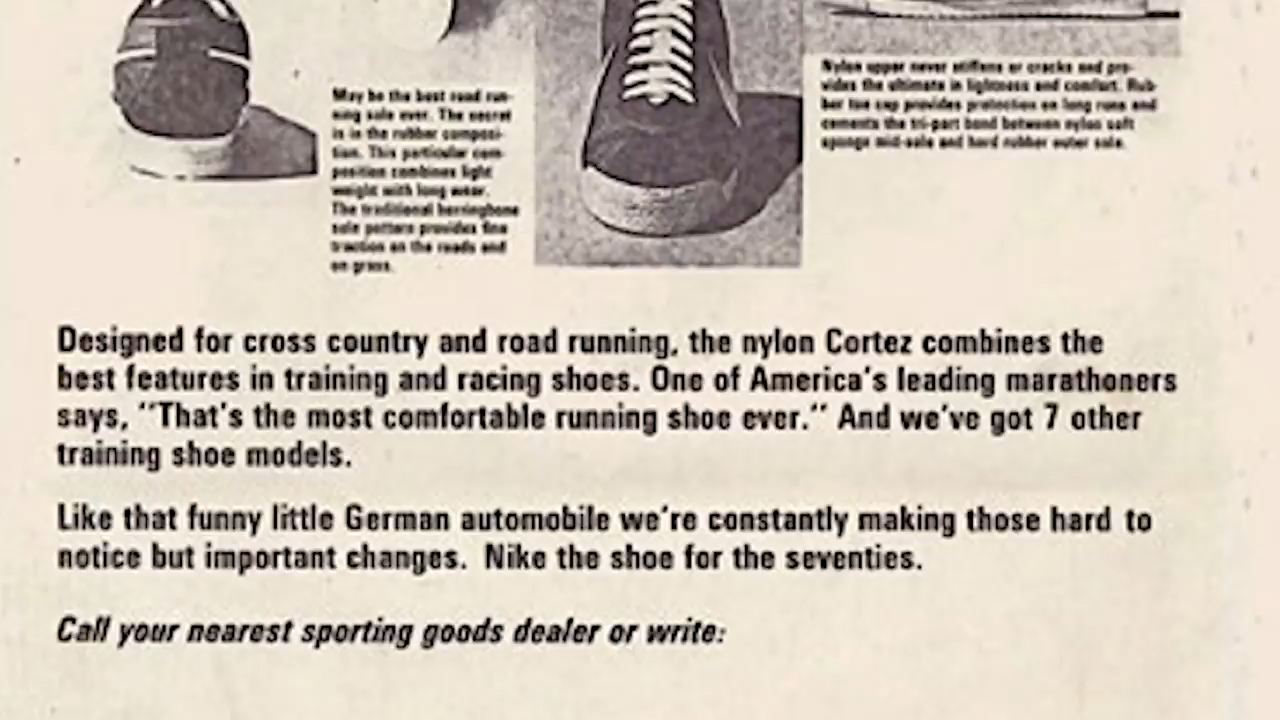 May be the best road run-
ning sole ever. The secret
is in the rubber composi-
tion. This particular com-
position combines light
weight with long wear.
The traditional herringbone
sole pattern provides fine
traction on the roads and
on grass.
Nylon upper never stiffens or cracks and pro-
vides the ultimate in lightness and comfort. Rub-
ber toe cap provides protection on long runs and
cements the tri-part bond between nylon soft
sponge mid-sole and hard rubber outer sole.
Designed for cross country and road running, the nylon Cortez combines the
best features in training and racing shoes. One of America's leading marathoners
says, "That's the most comfortable running shoe ever." And we've got 7 other
training shoe models.
Like that funny little German automobile we're constantly making those hard to
notice but important changes. Nike the shoe for the seventies.
Call your nearest sporting goods dealer or write: